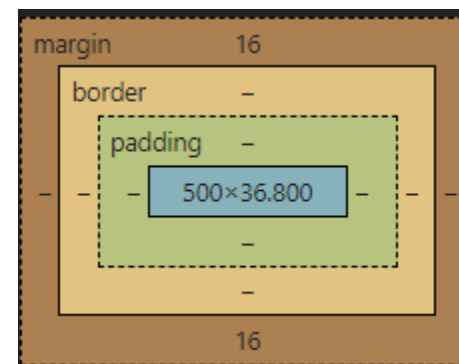 margin 16
border –
padding –
– – – 500×36.800 – – –
–
–
16